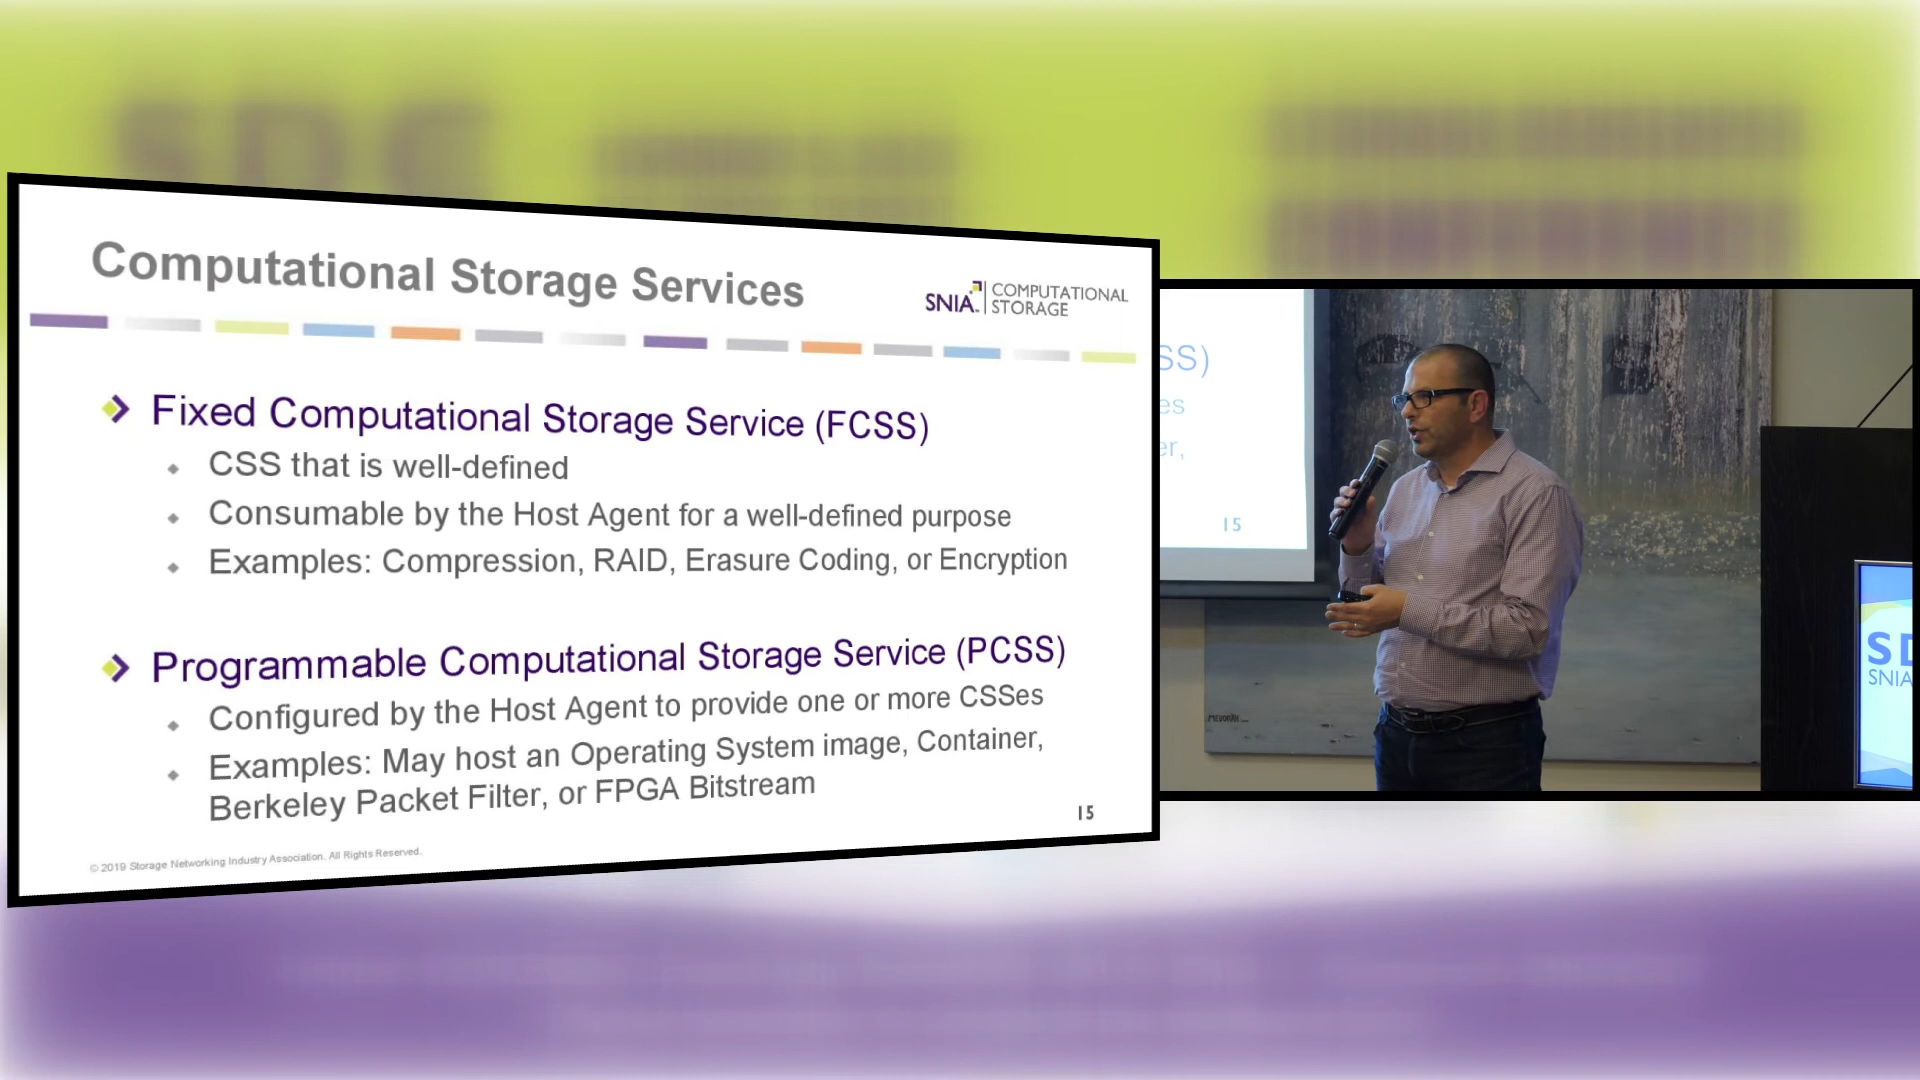 Computational Storage Services
SNIA
COMPUTATIONAL
STORAGE
Fixed Computational Storage Service (FCSS)
CSS that is well-defined
Consumable by the Host Agent for a well-defined purpose
Examples: Compression, RAID, Erasure Coding, or Encryption
Programmable Computational Storage Service (PCSS)
Configured by the Host Agent to provide one or more CSSes
Examples: May host an Operating System image, Container,
Berkeley Packet Filter, or FPGA Bitstream
15
© 2019 Storage Networking Industry Association. All Rights Reserved.
SS)
es
er,
15
SD
SNIA